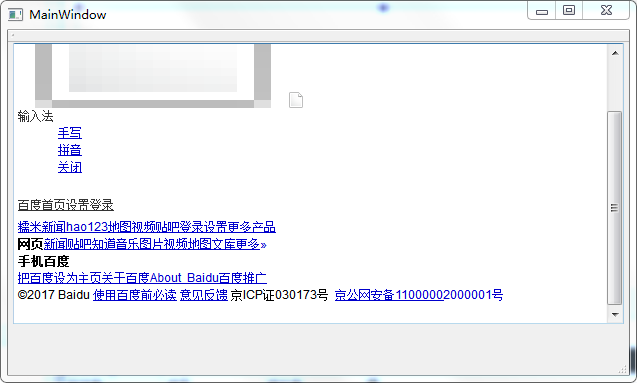 MainWindow
输入法
手写
拼音
关闭
百度首页设置登录
糯米新闻hao123地图视频贴吧登录设置更多产品
网页新闻贴吧知道音乐图片视频地图文库更多»
手机百度
把百度设为主页关于百度About Baidu百度推广
©2017 Baidu 使用百度前必读 意见反馈 京ICP证030173号 京公网安备11000002000001号